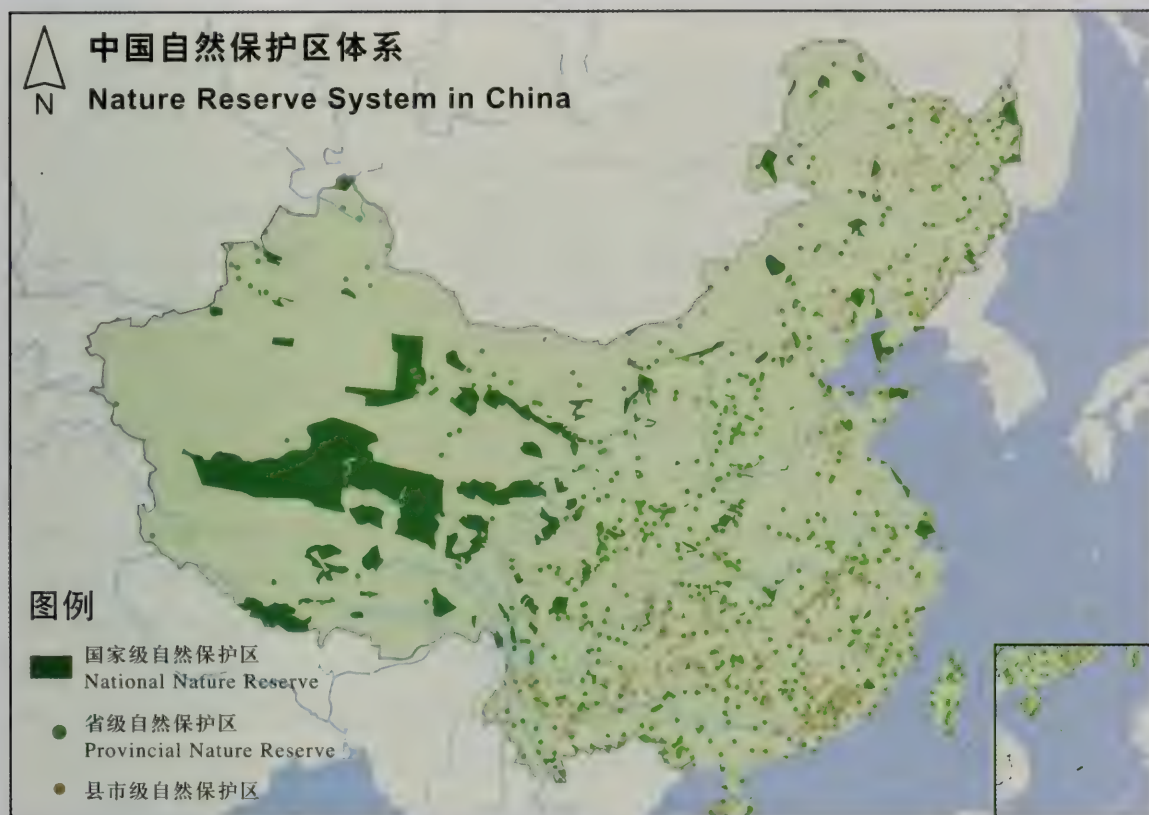 中国自然保护区体系
Nature Reserve System in China
N
图例
国家级自然保护区
National Nature Reserve
省级自然保护区
Provincial Nature Reserve
县市级自然保护区